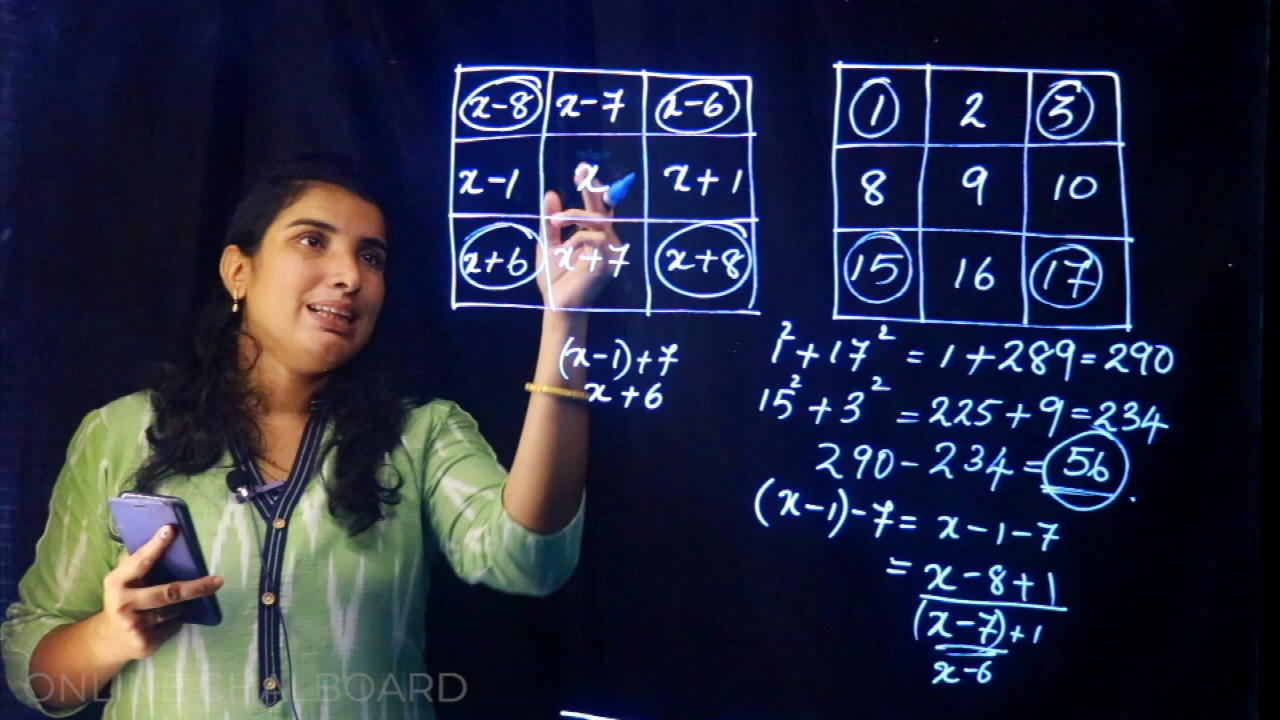 x-8 x-7 x-6
x-1 x x+1
x+6 x+7 x+8
(x-1)+7
x+6
1 2 3
8 9 10
15 16 17
1² + 17² = 1 + 289 = 290
15² + 3² = 225 + 9 = 234
290 - 234 = 56.
(x-1)-7 = x-1-7
= x-8+1
(x-7)+1
x-6
ONLINE CHALBOARD